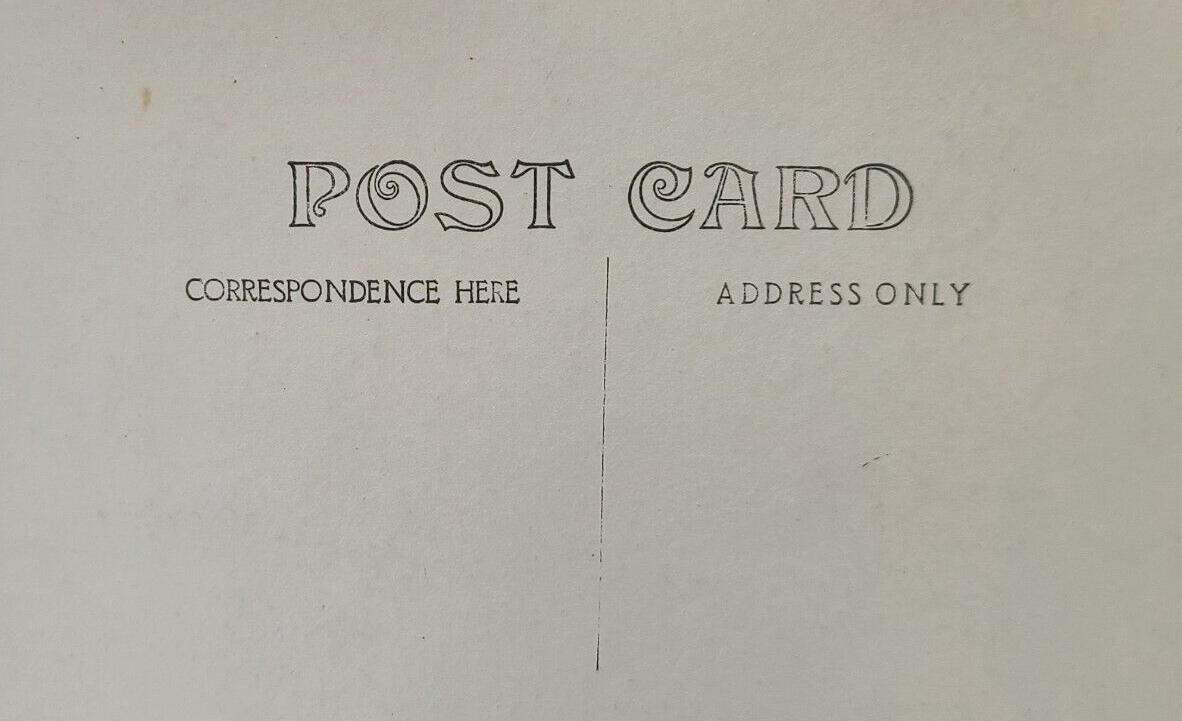 POST CARD
CORRESPONDENCE HERE
ADDRESS ONLY